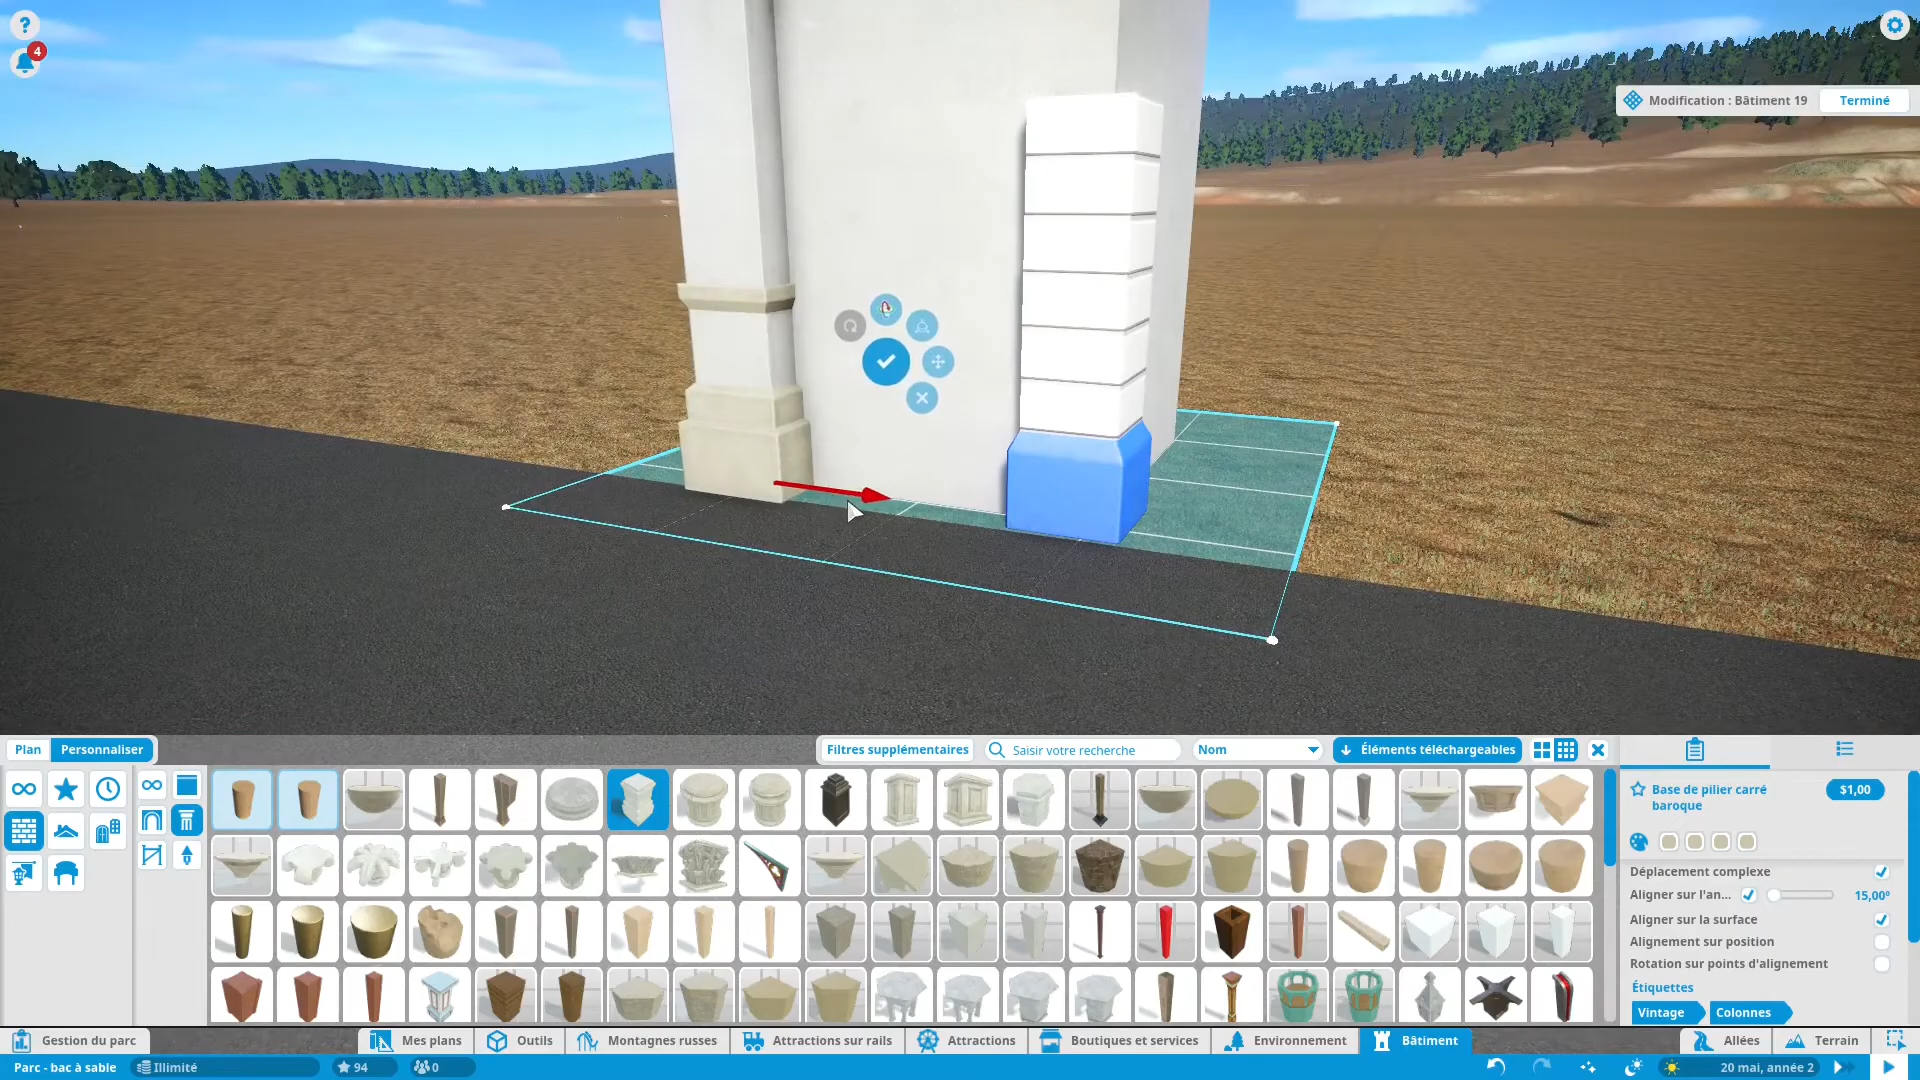 ?
4
Modification : Bâtiment 19
Terminé
Plan
Personnaliser
Filtres supplémentaires
Saisir votre recherche
Nom
Éléments téléchargeables
Base de pilier carré
baroque
$1,00
Déplacement complexe
Aligner sur l'an...
15,00°
Aligner sur la surface
Alignement sur position
Rotation sur points d'alignement
Étiquettes
Vintage
Colonnes
Gestion du parc
Mes plans
Outils
Montagnes russes
Attractions sur rails
Attractions
Boutiques et services
Environnement
Bâtiment
Allées
Terrain
Parc - bac à sable
Illimité
94
0
20 mai, année 2